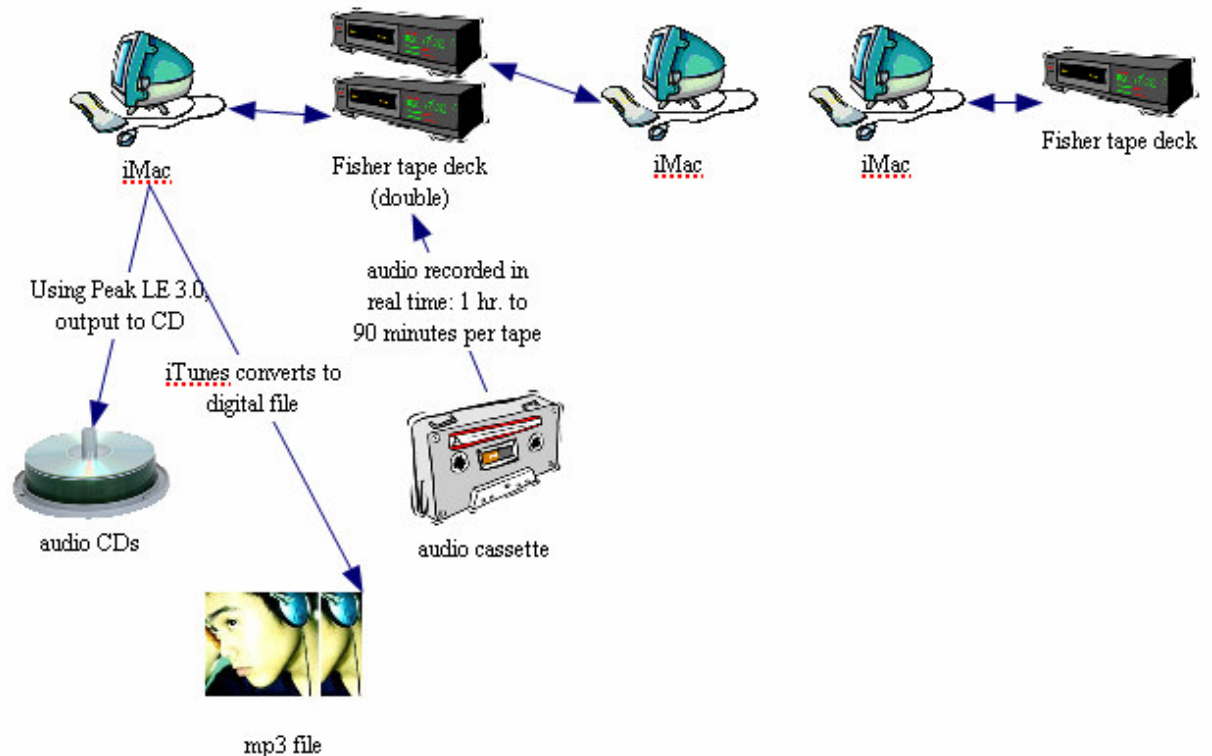 iMac
Fisher tape deck
(double)
iMac
iMac
Fisher tape deck
Using Peak LE 3.0,
output to CD
audio recorded in
real time: 1 hr. to
90 minutes per tape
iTunes converts to
digital file
audio CDs
audio cassette
mp3 file